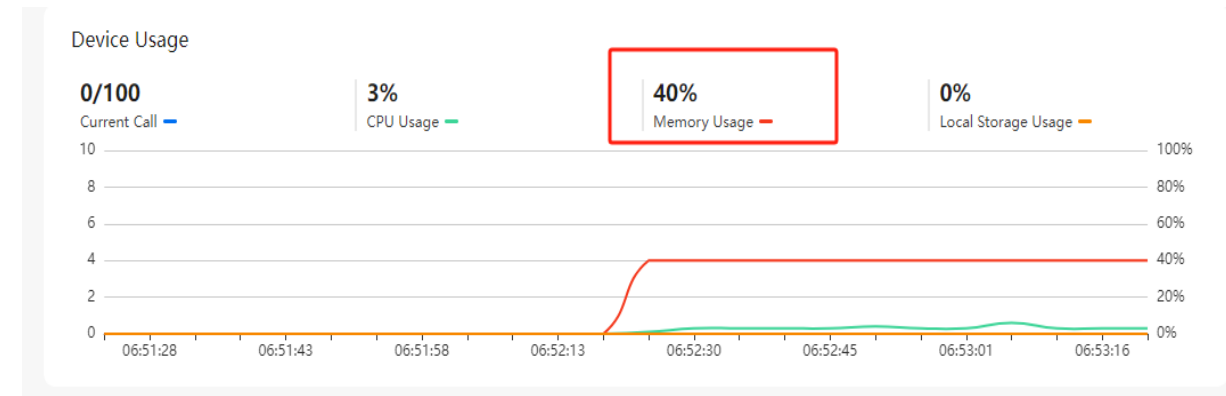 Device Usage
0/100 3% 40% 0%
Current Call CPU Usage Memory Usage Local Storage Usage
10 100%
8 80%
6 60%
4 40%
2 20%
0 0%
06:51:28 06:51:43 06:51:58 06:52:13 06:52:30 06:52:45 06:53:01 06:53:16